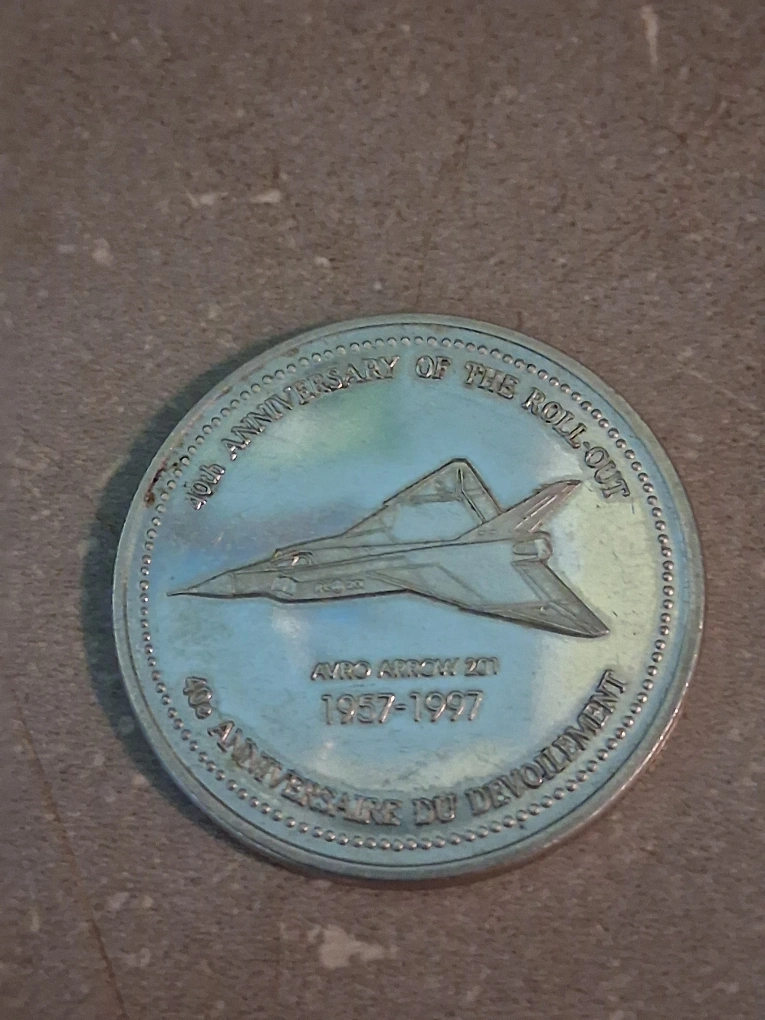 40th ANNIVERSARY OF THE ROLL-OUT
AVRO ARROW 201
1957-1997
40e ANNIVERSAIRE DU DEVOILEMENT